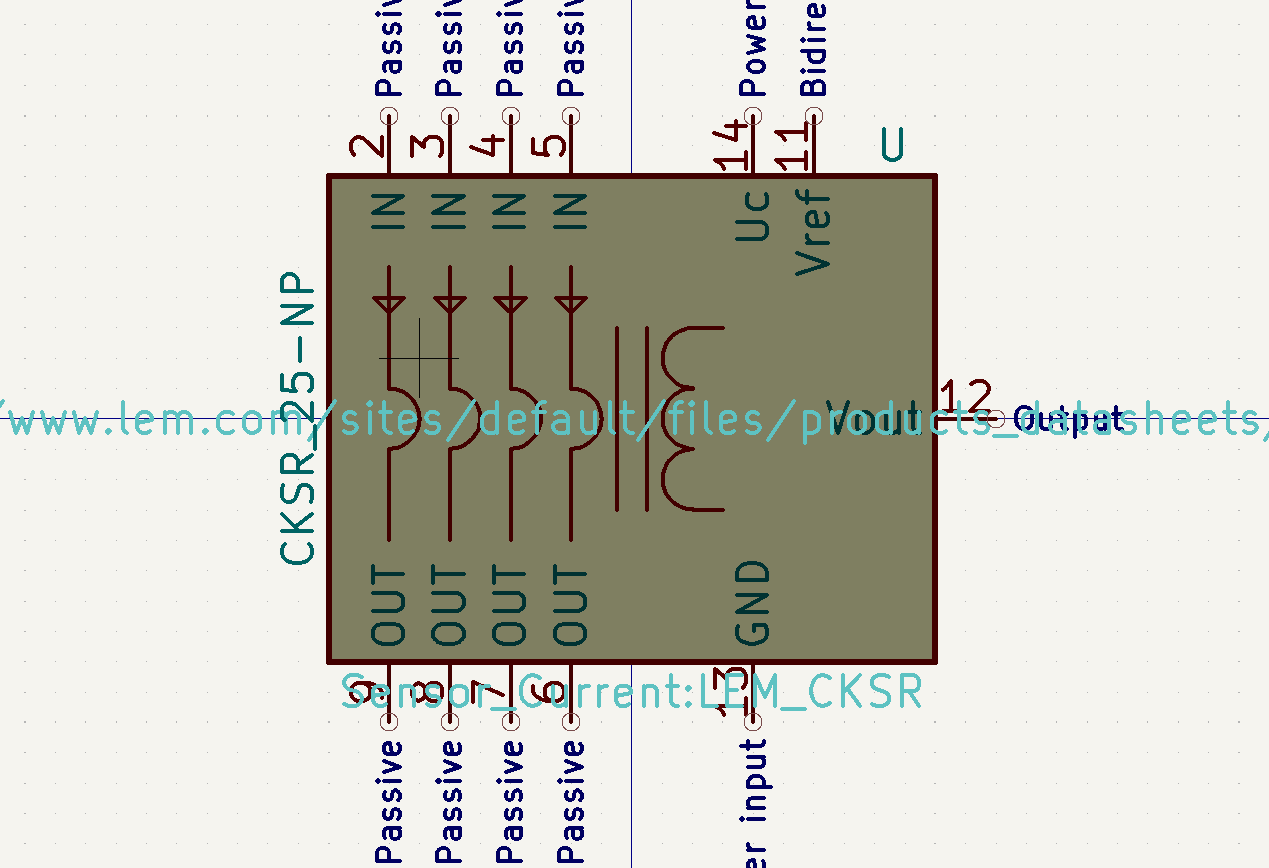 Passiv
Passiv
Passiv
Passiv
Power
Bidire
2
3
4
5
14
11
U
IN
IN
IN
IN
Uc
Vref
CKSR_25-NP
/www.lem.com/sites/default/files/products_datasheets/
Vout
12
Output
OUT
OUT
OUT
OUT
GND
9
8
7
6
13
Sensor_Current:LEM_CKSR
Passive
Passive
Passive
Passive
er input